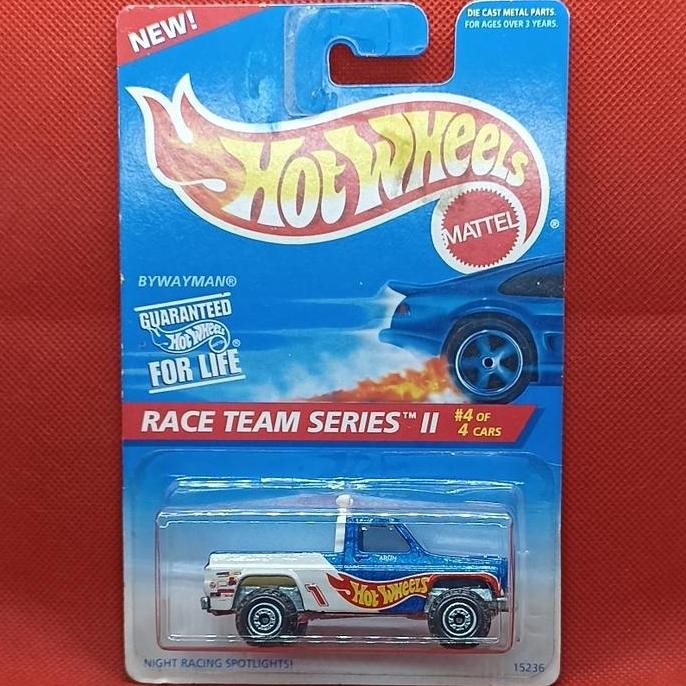 NEW!
DIE CAST METAL PARTS.
FOR AGES OVER 3 YEARS.
HOT WHEELS
MATTEL
®
BYWAYMAN®
GUARANTEED
Hot Wheels®
FOR LIFE
RACE TEAM SERIES™ II
#4 OF
4 CARS
1
HOT WHEELS
NIGHT RACING SPOTLIGHTS!
15236